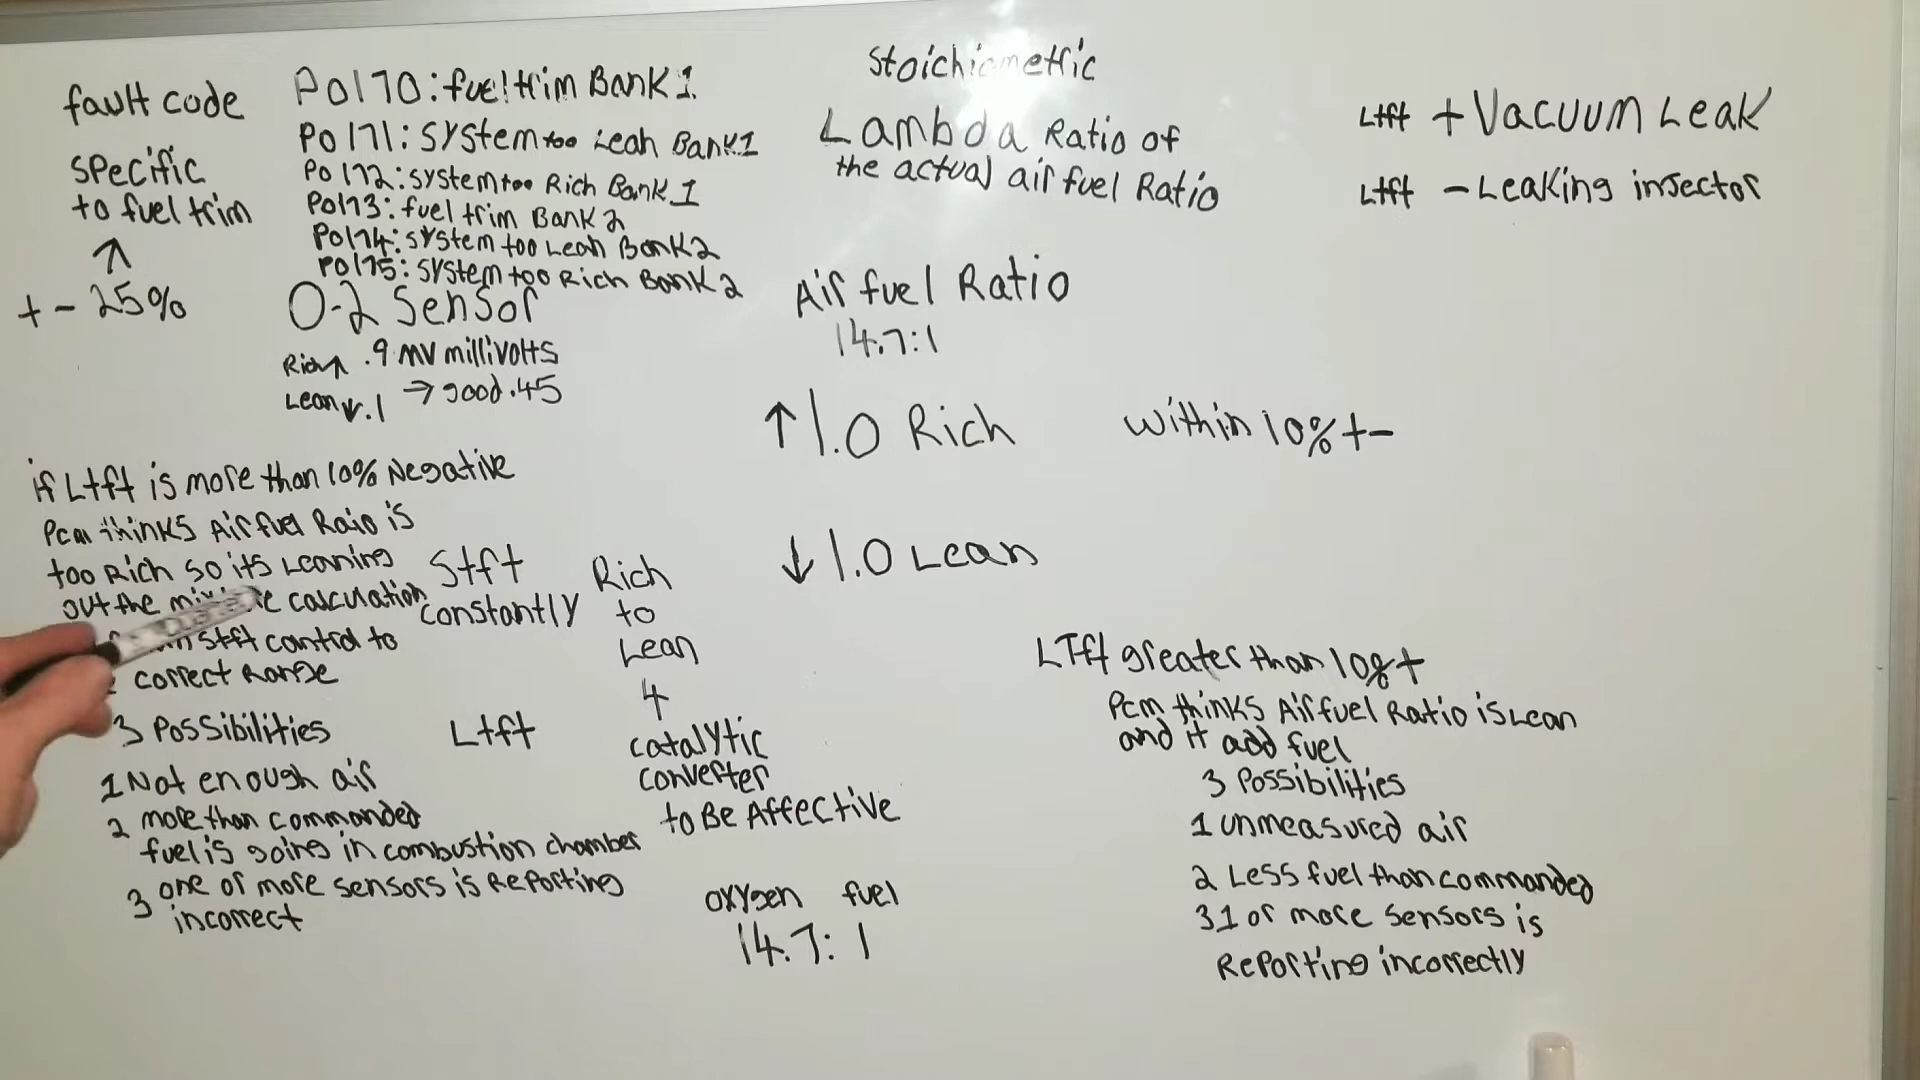 fault code
specific
to fuel trim
+ - 25%
P0170: fuel trim Bank 1
P0171: system too Lean Bank 1
P0172: system too Rich Bank 1
P0173: fuel trim Bank 2
P0174: system too Lean Bank 2
P0175: system too Rich Bank 2
O-2 Sensor
Rich .9 mv millivolts
Lean .1 → good .45
Stoichiometric
Lambda Ratio of
the actual air fuel Ratio
Air fuel Ratio
14.7:1
↑ 1.0 Rich
↓ 1.0 Lean
Ltft + Vacuum Leak
Ltft - Leaking injector
within 10% + -
if Ltft is more than 10% Negative
Pcm thinks Air fuel Raio is
too Rich so its Leaning
out the calculation
stft control to
correct Range
3 Possibilities
1 Not enough air
2 more than commanded
fuel is going in combustion chamber
3 one or more sensors is Reporting
incorrect
Stft
constantly
Ltft
Rich
to
Lean
4
catalytic
converter
to Be Affective
oxygen fuel
14.7: 1
LTft greater than 10% +
Pcm thinks Air fuel Ratio is Lean
and it add fuel
3 Possibilities
1 unmeasured air
2 Less fuel than commanded
3 1 or more sensors is
Reporting incorrectly